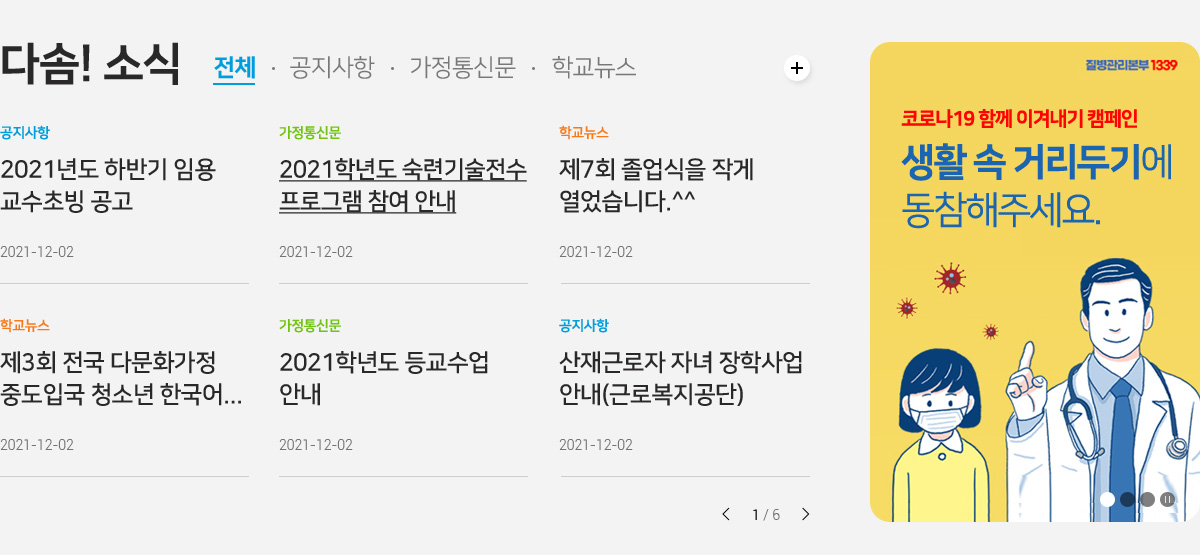 다솜! 소식
전체 · 공지사항 · 가정통신문 · 학교뉴스
+
공지사항
2021년도 하반기 임용
교수초빙 공고
2021-12-02
가정통신문
2021학년도 숙련기술전수
프로그램 참여 안내
2021-12-02
학교뉴스
제7회 졸업식을 작게
열었습니다.^^
2021-12-02
학교뉴스
제3회 전국 다문화가정
중도입국 청소년 한국어...
2021-12-02
가정통신문
2021학년도 등교수업
안내
2021-12-02
공지사항
산재근로자 자녀 장학사업
안내(근로복지공단)
2021-12-02
1 / 6
질병관리본부 1339
코로나19 함께 이겨내기 캠페인
생활 속 거리두기에
동참해주세요.